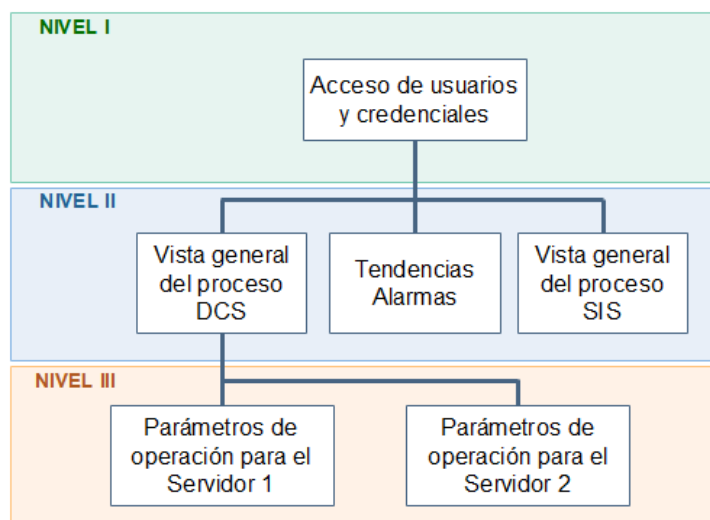 NIVEL I
Acceso de usuarios
y credenciales
NIVEL II
Vista general
del proceso
DCS
Tendencias
Alarmas
Vista general
del proceso
SIS
NIVEL III
Parámetros de
operación para el
Servidor 1
Parámetros de
operación para el
Servidor 2